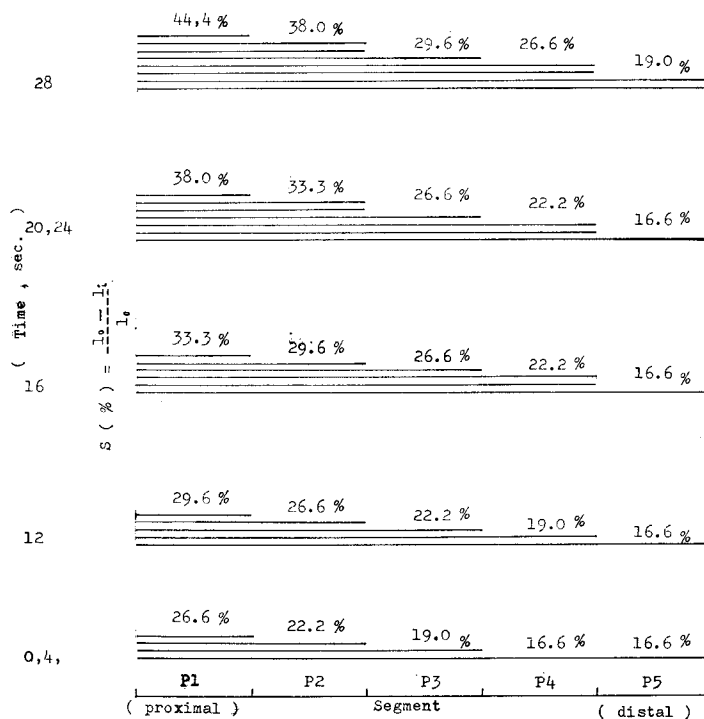 44,4 % 38.0 % 29.6 % 26.6 % 19.0 %
28
38.0 % 33.3 % 26.6 % 22.2 % 16.6 %
20,24
33.3 % 29.6 % 26.6 % 22.2 % 16.6 %
16
29.6 % 26.6 % 22.2 % 19.0 % 16.6 %
12
26.6 % 22.2 % 19.0 % 16.6 % 16.6 %
0,4,
( Time , sec. )
S ( % ) = l₀ — lᵢ
l₀
P1 P2 P3 P4 P5
( proximal ) Segment ( distal )